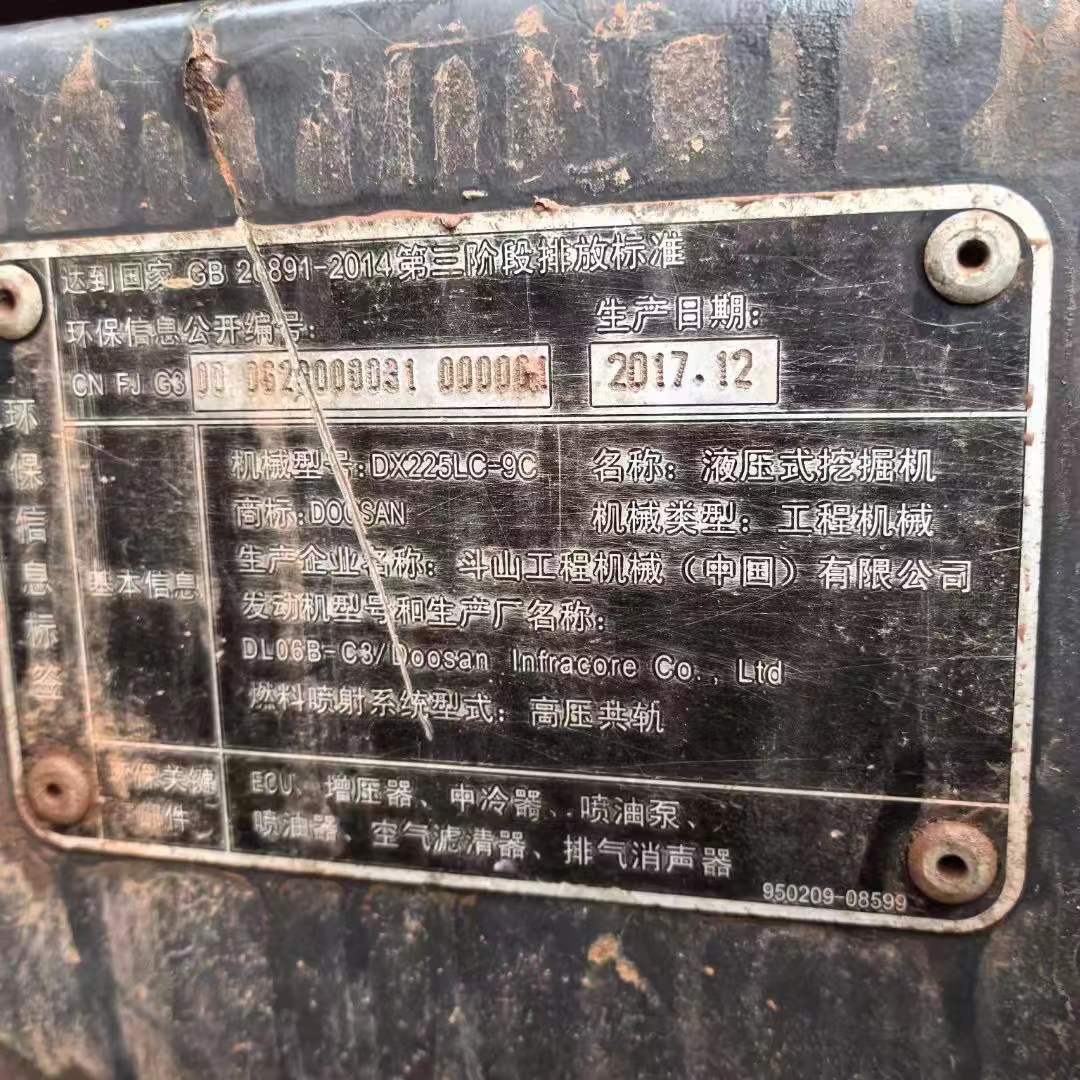 达到国家 GB 20891-2014第三阶段排放标准
环保信息公开编号:
生产日期:
CN FJ G3
2017.12
环保信息标签
基本信息
机械型号:DX225LC-9C
名称: 液压式挖掘机
商标:DOOSAN
机械类型: 工程机械
生产企业名称: 斗山工程机械(中国)有限公司
发动机型号和生产厂名称:
DL06B-C3/Doosan Infracore Co., Ltd
燃料喷射系统型式: 高压共轨
环保关键
部件
ECU、增压器、中冷器、喷油泵、
喷油器、空气滤清器、排气消声器
950209-08599